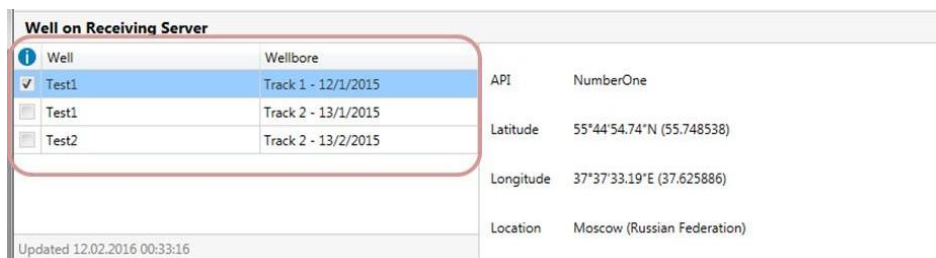 Well on Receiving Server
Well Wellbore
Test1 Track 1 - 12/1/2015
Test1 Track 2 - 13/1/2015
Test2 Track 2 - 13/2/2015
Updated 12.02.2016 00:33:16
API NumberOne
Latitude 55°44'54.74"N (55.748538)
Longitude 37°37'33.19"E (37.625886)
Location Moscow (Russian Federation)